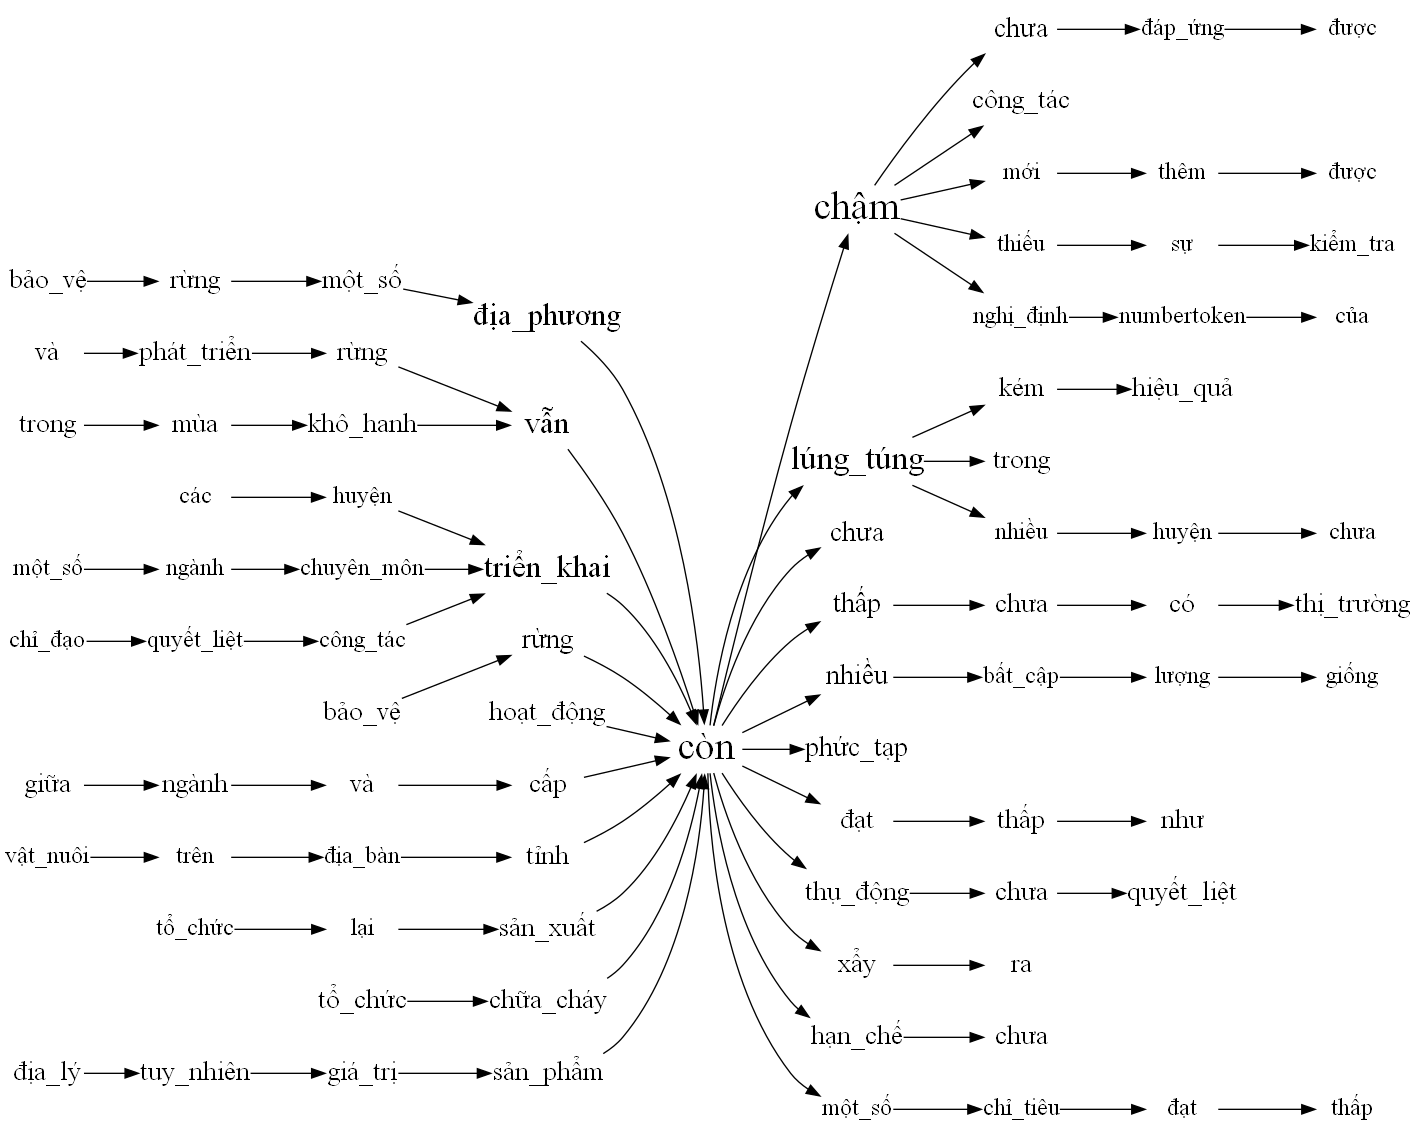 chưa đáp_ứng được
công_tác
mới thêm được
chậm
thiếu sự kiểm_tra
bảo_vệ rừng một_số
địa_phương
nghị_định numbertoken của
và phát_triển rừng
kém hiệu_quả
trong mùa khô_hanh vẫn
lúng_túng trong
các huyện
nhiều huyện chưa
chưa
một_số ngành chuyên_môn triển_khai
thấp chưa có thị_trường
chỉ_đạo quyết_liệt công_tác
rừng
nhiều bất_cập lượng giống
bảo_vệ
hoạt_động
còn phức_tạp
giữa ngành và cấp
đạt thấp như
vật_nuôi trên địa_bàn tỉnh
thụ_động chưa quyết_liệt
tổ_chức lại sản_xuất
xẩy ra
tổ_chức chữa_cháy
hạn_chế chưa
địa_lý tuy_nhiên giá_trị sản_phẩm
một_số chỉ_tiêu đạt thấp